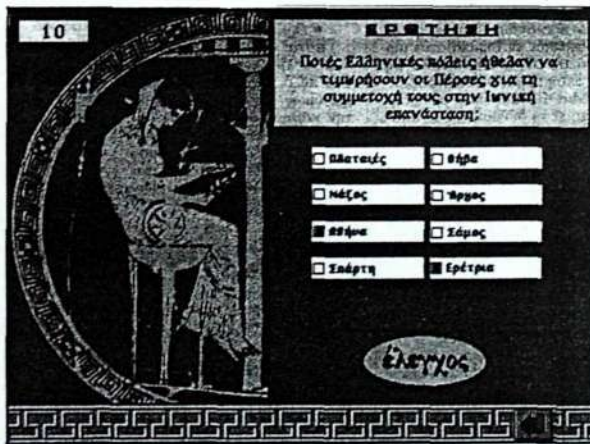 10
ΕΡΩΤΗΣΗ
Ποιές Ελληνικές πόλεις ήθελαν να
τιμωρήσουν οι Πέρσες για τη
συμμετοχή τους στην Ιωνική
επανάσταση;
Πλαταιές
Θήβα
Νάξος
Άργος
Αθήνα
Σάμος
Σπάρτη
Ερέτρια
έλεγχος